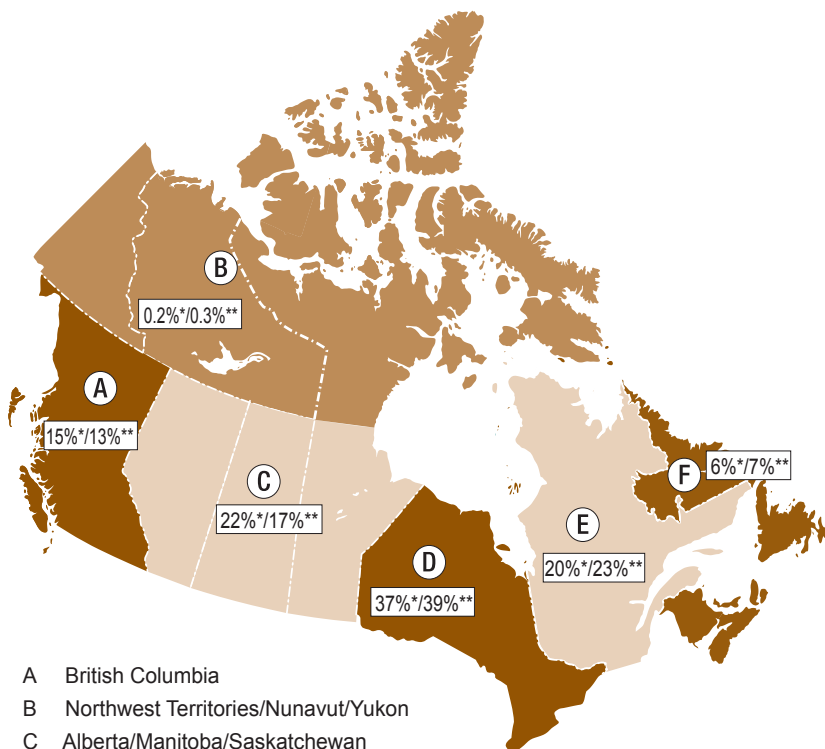 B
0.2%*/0.3%**
A
15%*/13%**
C
22%*/17%**
D
37%*/39%**
E
20%*/23%**
F
6%*/7%**
A British Columbia
B Northwest Territories/Nunavut/Yukon
C Alberta/Manitoba/Saskatchewan